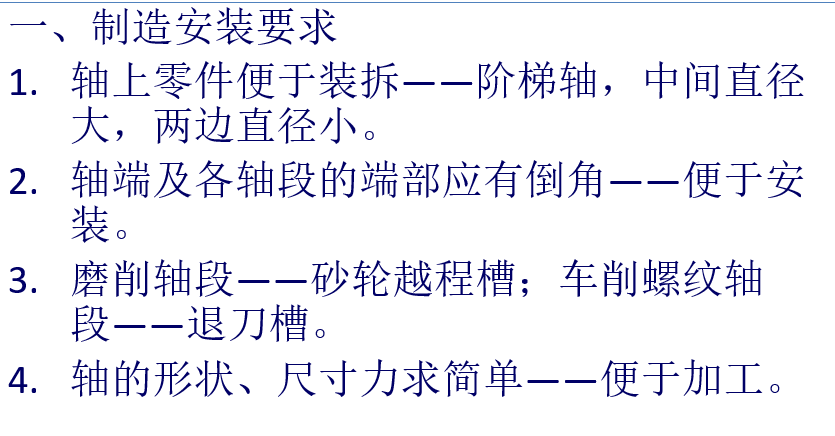 一、制造安装要求
1. 轴上零件便于装拆——阶梯轴，中间直径
大，两边直径小。
2. 轴端及各轴段的端部应有倒角——便于安
装。
3. 磨削轴段——砂轮越程槽；车削螺纹轴
段——退刀槽。
4. 轴的形状、尺寸力求简单——便于加工。